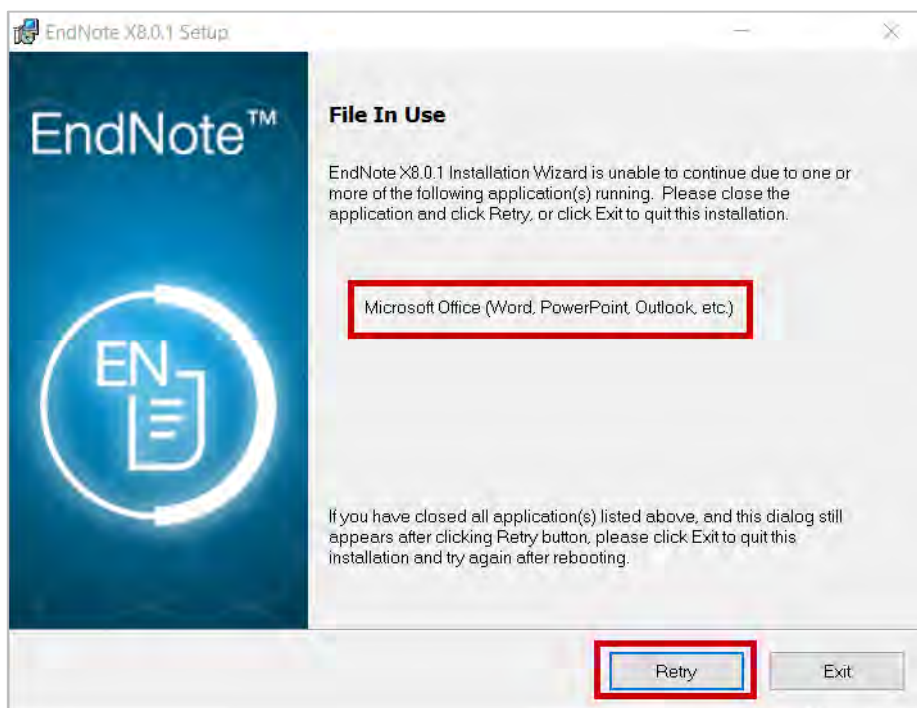 EndNote X8.0.1 Setup
EndNote™
File In Use
EndNote X8.0.1 Installation Wizard is unable to continue due to one or
more of the following application(s) running. Please close the
application and click Retry, or click Exit to quit this installation.
Microsoft Office (Word, PowerPoint, Outlook, etc.)
EN
If you have closed all application(s) listed above, and this dialog still
appears after clicking Retry button, please click Exit to quit this
installation and try again after rebooting.
Retry
Exit